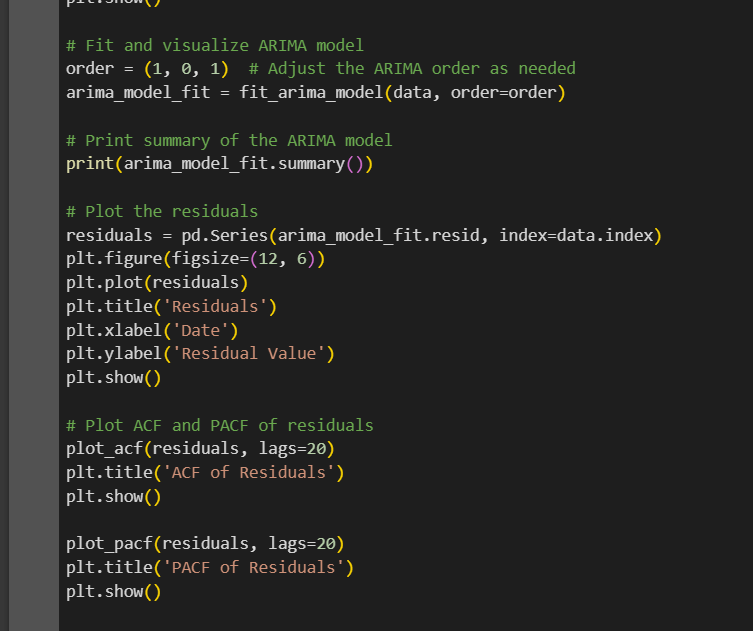 plt.show()
# Fit and visualize ARIMA model
order = (1, 0, 1)  # Adjust the ARIMA order as needed
arima_model_fit = fit_arima_model(data, order=order)
# Print summary of the ARIMA model
print(arima_model_fit.summary())
# Plot the residuals
residuals = pd.Series(arima_model_fit.resid, index=data.index)
plt.figure(figsize=(12, 6))
plt.plot(residuals)
plt.title('Residuals')
plt.xlabel('Date')
plt.ylabel('Residual Value')
plt.show()
# Plot ACF and PACF of residuals
plot_acf(residuals, lags=20)
plt.title('ACF of Residuals')
plt.show()
plot_pacf(residuals, lags=20)
plt.title('PACF of Residuals')
plt.show()